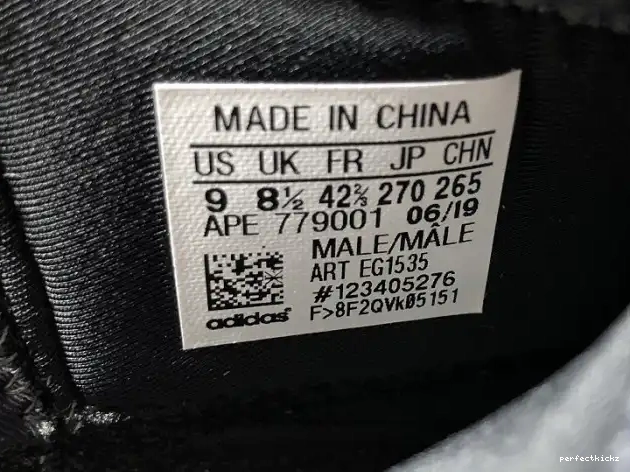 MADE IN CHINA
US UK FR JP CHN
9 8½ 42⅔ 270 265
APE 779001 06/19
MALE/MÂLE
ART EG1535
#123405276
F>8F2QVkØ5151
adidas
perfectkickz